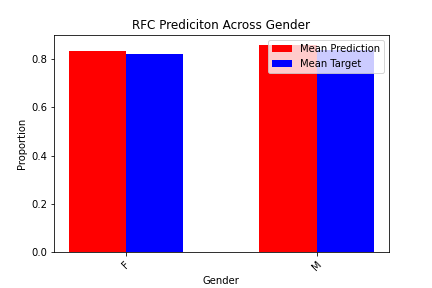 RFC Prediciton Across Gender
Mean Prediction
Mean Target
Proportion
0.8
0.6
0.4
0.2
0.0
F
M
Gender